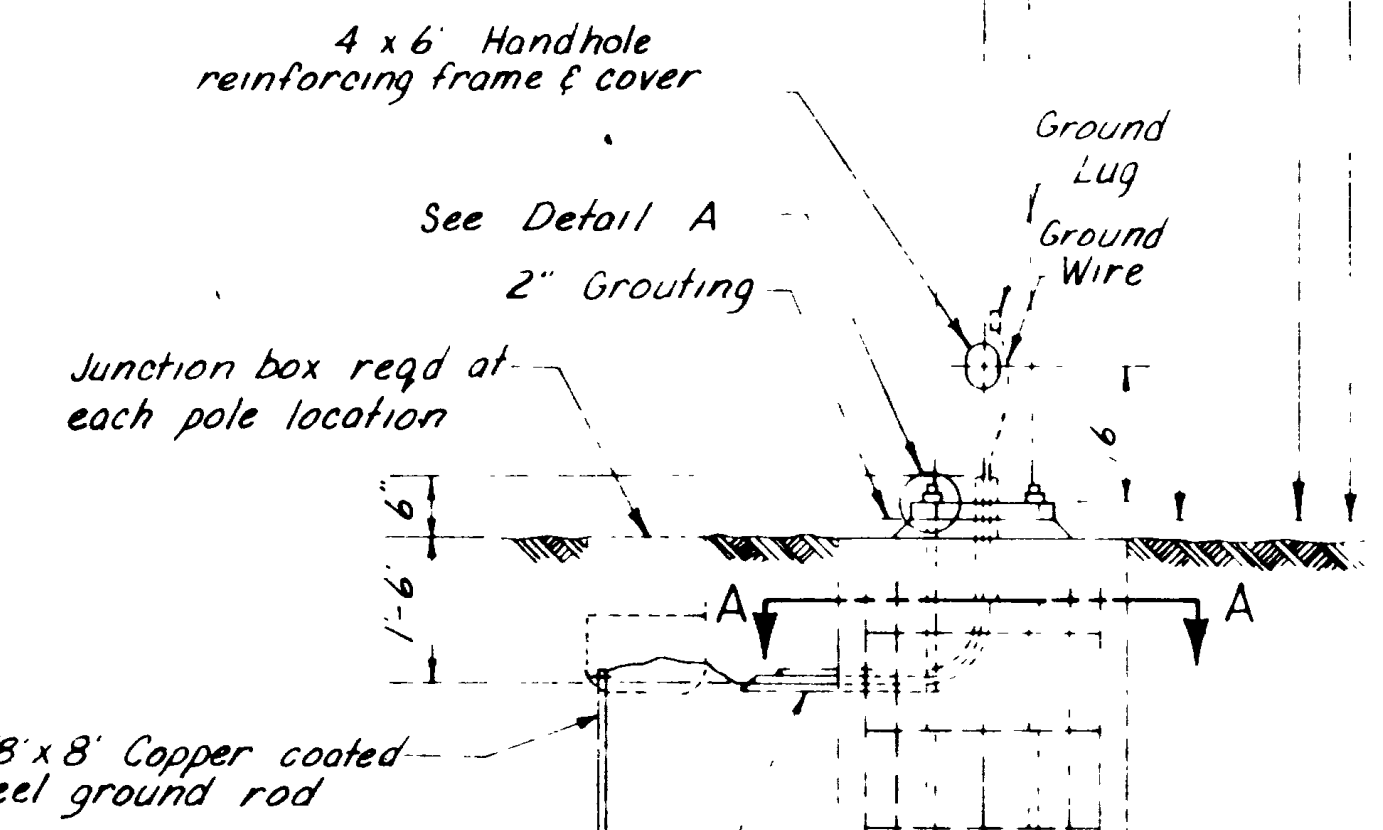 4 x 6' Handhole
reinforcing frame & cover
Ground
Lug
See Detail A
Ground
Wire
2" Grouting
Junction box reqd at
each pole location
6
6"
1'-6'
A
A
8' x 8' Copper coated
eel ground rod